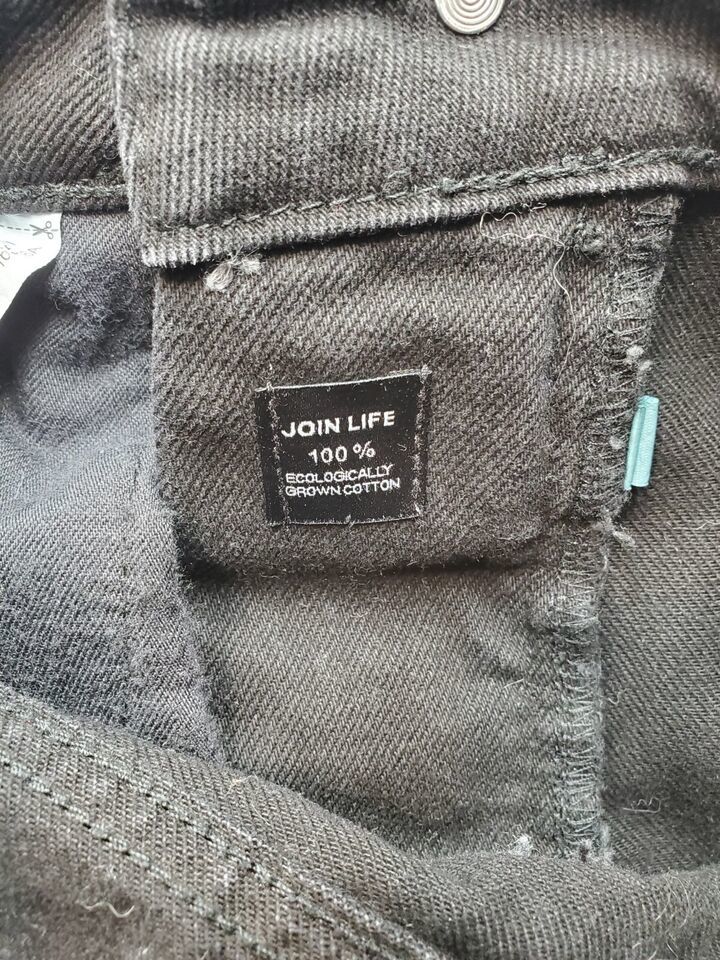 JOIN LIFE
100%
ECOLOGICALLY
GROWN COTTON